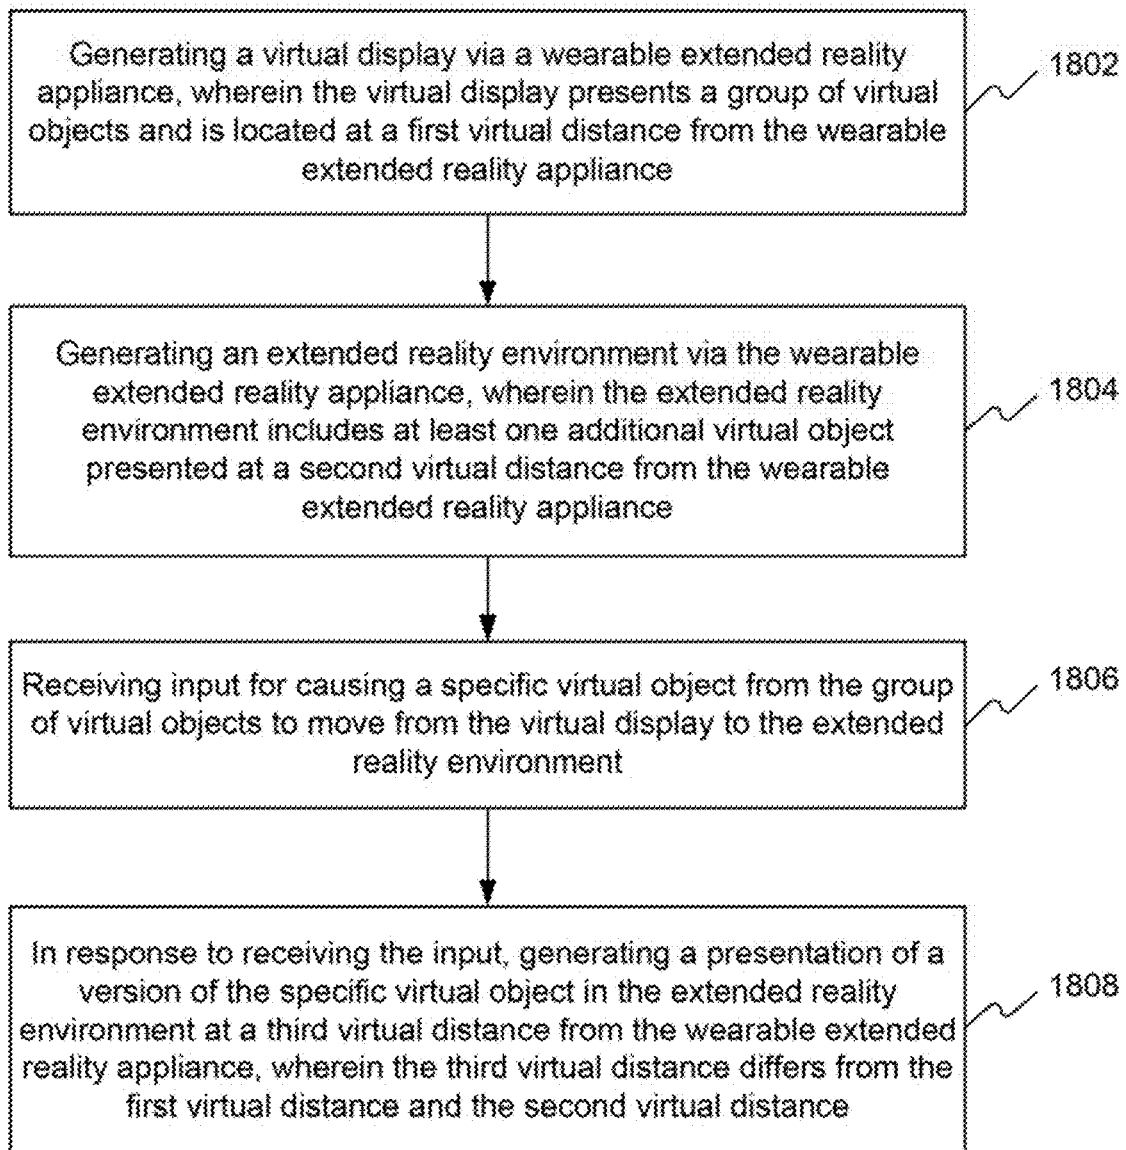 Generating a virtual display via a wearable extended reality
appliance, wherein the virtual display presents a group of virtual
objects and is located at a first virtual distance from the wearable
extended reality appliance
1802
Generating an extended reality environment via the wearable
extended reality appliance, wherein the extended reality
environment includes at least one additional virtual object
presented at a second virtual distance from the wearable
extended reality appliance
1804
Receiving input for causing a specific virtual object from the group
of virtual objects to move from the virtual display to the extended
reality environment
1806
In response to receiving the input, generating a presentation of a
version of the specific virtual object in the extended reality
environment at a third virtual distance from the wearable extended
reality appliance, wherein the third virtual distance differs from the
first virtual distance and the second virtual distance
1808